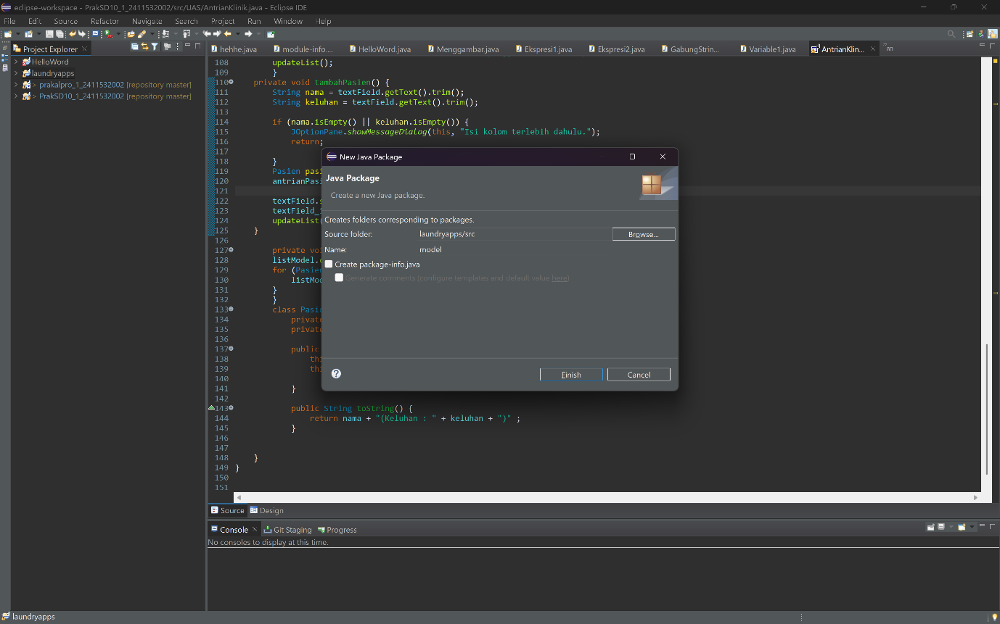 eclipse-workspace - PrakSD10_1_2411532002/src/UAS/AntrianKlinik.java - Eclipse IDE
File Edit Source Refactor Navigate Search Project Run Window Help
Project Explorer
HelloWord
laundryapps
> prakalpro_1_2411532002 [repository master]
> PrakSD10_1_2411532002 [repository master]
hehhe.java module-info.... HelloWord.java Menggambar.java Ekspresi1.java Ekspresi2.java GabungStrin... Variable1.java AntrianKlin...
108 updateList();
109 }
110 private void tambahPasien() {
111 String nama = textField.getText().trim();
112 String keluhan = textField.getText().trim();
113
114 if (nama.isEmpty() || keluhan.isEmpty()) {
115 JOptionPane.showMessageDialog(this, "Isi kolom terlebih dahulu.");
116 return;
117
118 }
119 Pasien pasi
120 antrianPasi
121
122 textField.s
123 textField_1
124 updateList(
125 }
126
127 private voi
128 listModel.c
129 for (Pasien
130 listMod
131 }
132 }
133 class Pasie
134 private
135 private
136
137 public
138 thi
139 thi
140
141 }
142
143 public String toString() {
144 return nama + "(Keluhan : " + keluhan + ")" ;
145 }
146
147
148 }
149 }
150
151
New Java Package
Java Package
Create a new Java package.
Creates folders corresponding to packages.
Source folder: laundryapps/src Browse...
Name: model
Create package-info.java
Generate comments (configure templates and default value here)
Finish Cancel
Source Design
Console Git Staging Progress
No consoles to display at this time.
laundryapps